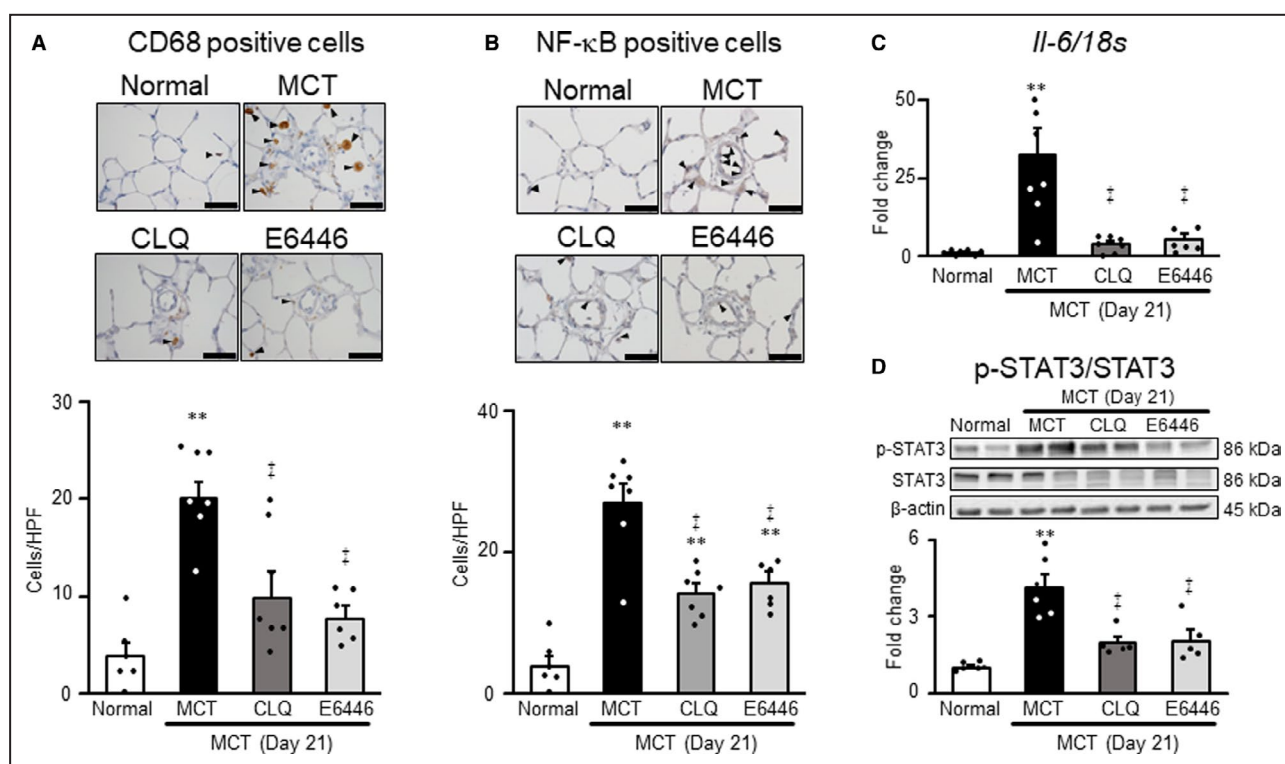 A
CD68 positive cells
Normal MCT
CLQ E6446
30
**
‡
20
‡
Cells/HPF
10
0
Normal MCT CLQ E6446
MCT (Day 21)
B
NF-κB positive cells
Normal MCT
CLQ E6446
40
**
‡ ‡
** **
20
Cells/HPF
0
Normal MCT CLQ E6446
MCT (Day 21)
C
Il-6/18s
50
**
25
‡ ‡
Fold change
0
Normal MCT CLQ E6446
MCT (Day 21)
D
p-STAT3/STAT3
MCT (Day 21)
Normal MCT CLQ E6446
p-STAT3 86 kDa
STAT3 86 kDa
β-actin 45 kDa
6
**
‡ ‡
3
Fold change
0
Normal MCT CLQ E6446
MCT (Day 21)